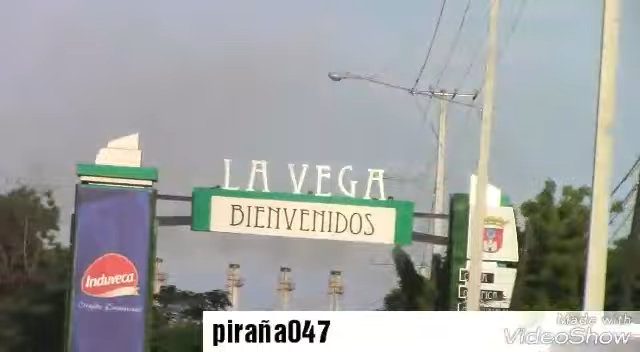 LA VEGA
BIENVENIDOS
Induveca
piraña047
Made with
VideoShow